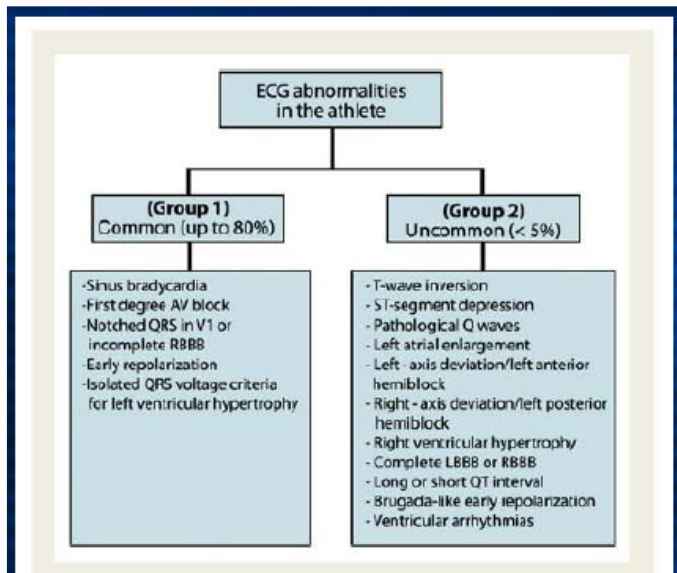 ECG abnormalities
in the athlete
(Group 1)
Common (up to 80%)
-Sinus bradycardia
-First degree AV block
-Notched QRS in V1 or
incomplete RBBB
-Early repolarization
-Isolated QRS voltage criteria
for left ventricular hypertrophy
(Group 2)
Uncommon (< 5%)
- T-wave inversion
- ST-segment depression
- Pathological Q waves
- Left atrial enlargement
- Left - axis deviation/left anterior
hemiblock
- Right - axis deviation/left posterior
hemiblock
- Right ventricular hypertrophy
- Complete LBBB or RBBB
- Long or short QT interval
- Brugada-like early repolarization
- Ventricular arrhythmias